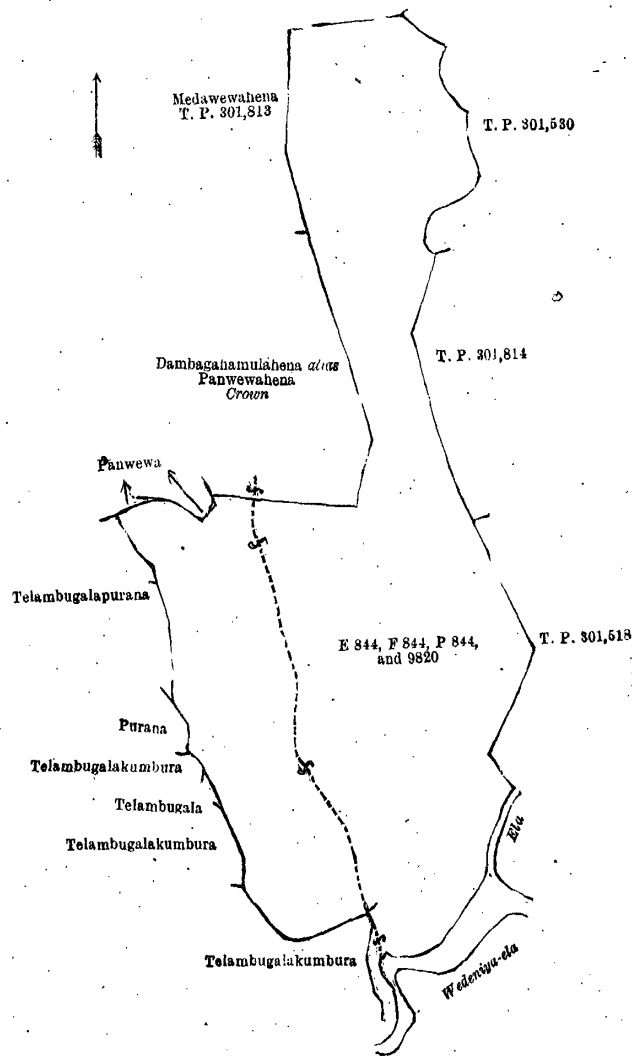 Medawewahena
T. P. 301,813
T. P. 301,530
T. P. 301,814
Dambagahamulahena alias
Panwewahena
Crown
Panwewa
Telambugalapurana
E 844, F 844, P 844,
and 9820
T. P. 301,518
Purana
Telambugalakumbura
Telambugala
Telambugalakumbura
Ela
Telambugalakumbura
Wedeniya-ela